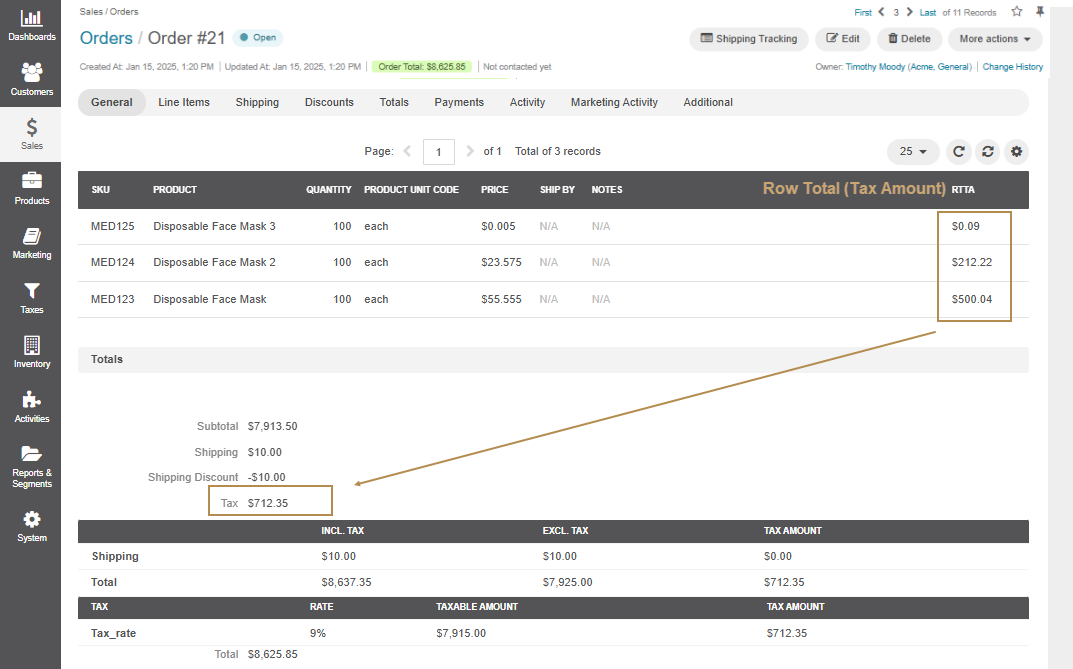 Dashboards
Customers
Sales
Products
Marketing
Taxes
Inventory
Activities
Reports &
Segments
System
Sales / Orders
First 3 Last of 11 Records
Orders / Order #21 Open
Shipping Tracking Edit Delete More actions
Created At: Jan 15, 2025, 1:20 PM | Updated At: Jan 15, 2025, 1:20 PM | Order Total: $8,625.85 | Not contacted yet
Owner: Timothy Moody (Acme, General) | Change History
General Line Items Shipping Discounts Totals Payments Activity Marketing Activity Additional
Page: 1 of 1 Total of 3 records 25
SKU PRODUCT QUANTITY PRODUCT UNIT CODE PRICE SHIP BY NOTES Row Total (Tax Amount) RTTA
MED125 Disposable Face Mask 3 100 each $0.005 N/A N/A $0.09
MED124 Disposable Face Mask 2 100 each $23.575 N/A N/A $212.22
MED123 Disposable Face Mask 100 each $55.555 N/A N/A $500.04
Totals
Subtotal $7,913.50
Shipping $10.00
Shipping Discount -$10.00
Tax $712.35
INCL. TAX EXCL. TAX TAX AMOUNT
Shipping $10.00 $10.00 $0.00
Total $8,637.35 $7,925.00 $712.35
TAX RATE TAXABLE AMOUNT TAX AMOUNT
Tax_rate 9% $7,915.00 $712.35
Total $8,625.85